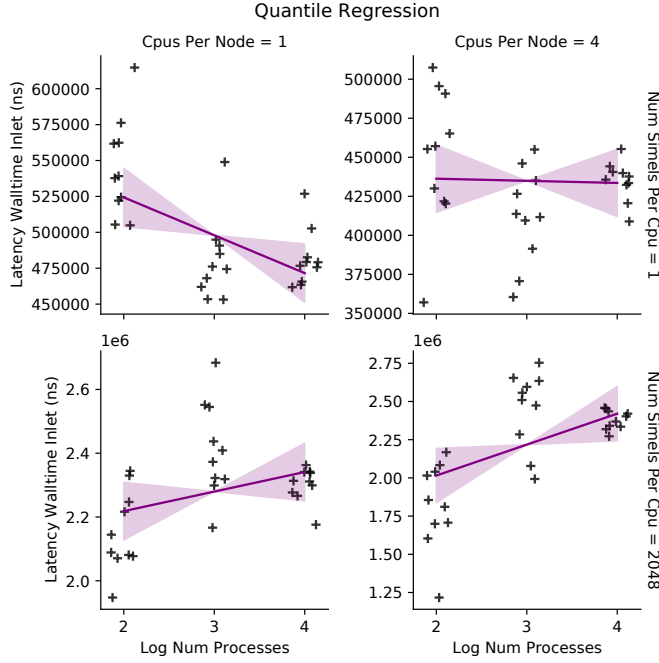 Quantile Regression
Cpus Per Node = 1
Cpus Per Node = 4
Latency Walltime Inlet (ns)
600000
575000
550000
525000
500000
475000
450000
500000
475000
450000
425000
400000
375000
350000
Num Simels Per Cpu = 1
Latency Walltime Inlet (ns)
1e6
2.6
2.4
2.2
2.0
1e6
2.75
2.50
2.25
2.00
1.75
1.50
1.25
Num Simels Per Cpu = 2048
2
3
4
2
3
4
Log Num Processes
Log Num Processes